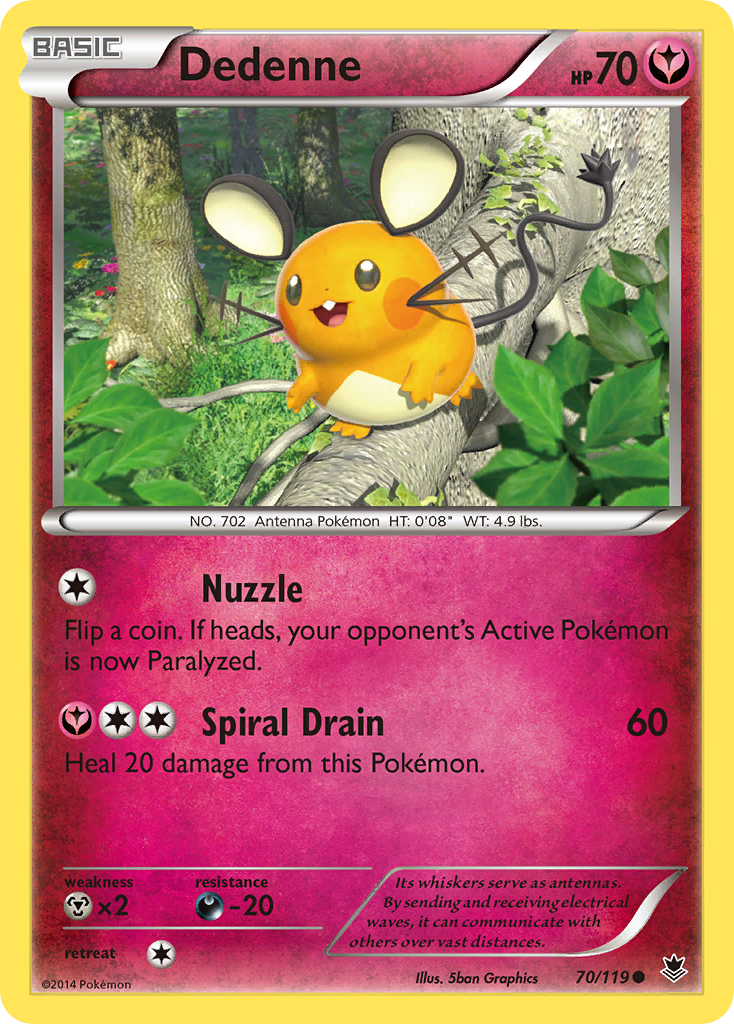 BASIC
Dedenne
HP 70
NO. 702 Antenna Pokémon HT: 0'08" WT: 4.9 lbs.
Nuzzle
Flip a coin. If heads, your opponent's Active Pokémon
is now Paralyzed.
Spiral Drain 60
Heal 20 damage from this Pokémon.
weakness
×2
resistance
-20
retreat
Its whiskers serve as antennas.
By sending and receiving electrical
waves, it can communicate with
others over vast distances.
©2014 Pokémon
Illus. 5ban Graphics
70/119